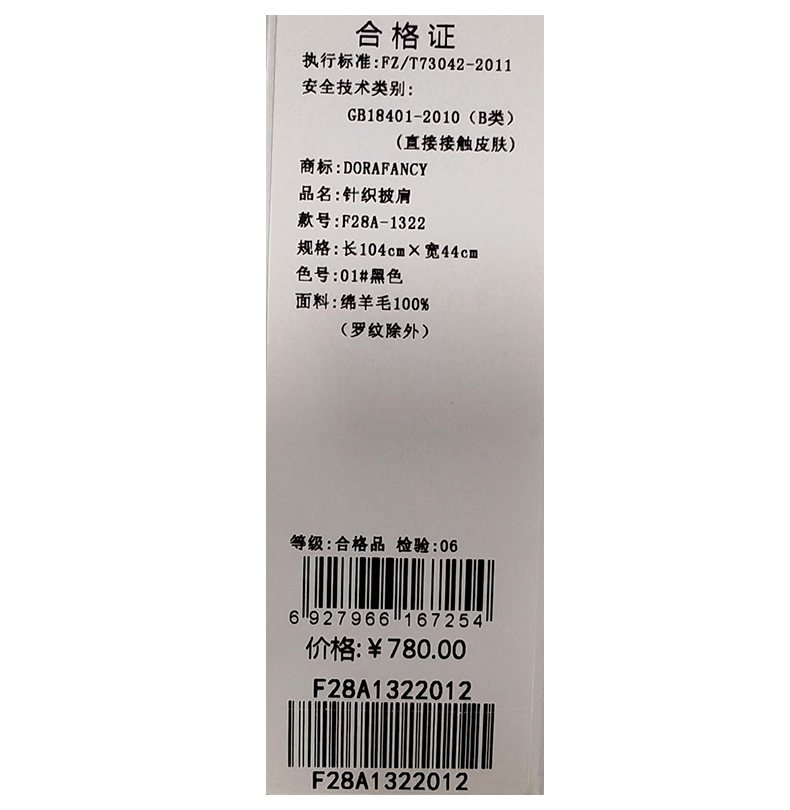 合格证
执行标准:FZ/T73042-2011
安全技术类别:
GB18401-2010（B类）
(直接接触皮肤)
商标:DORAFANCY
品名:针织披肩
款号:F28A-1322
规格:长104cm×宽44cm
色号:01#黑色
面料:绵羊毛100%
（罗纹除外）
等级:合格品 检验:06
6 927966 167254
价格:￥780.00
F28A1322012
F28A1322012